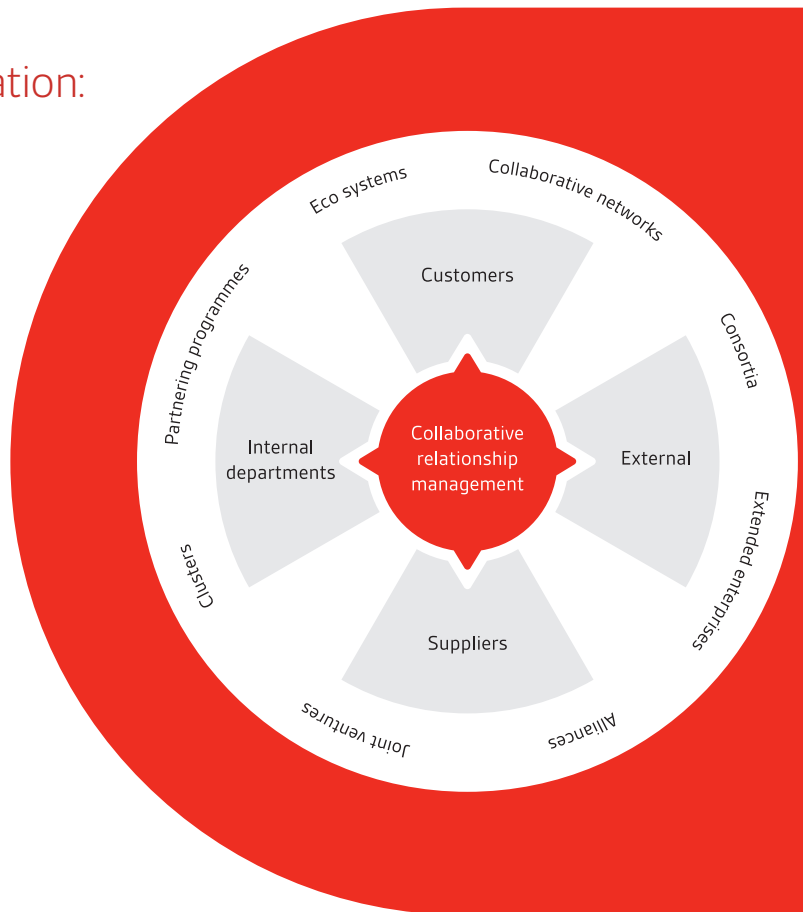 ation:
Eco systems
Collaborative networks
Partnering programmes
Consortia
Customers
Internal
departments
Collaborative
relationship
management
External
Clusters
Extended enterprises
Suppliers
Joint ventures
Alliances